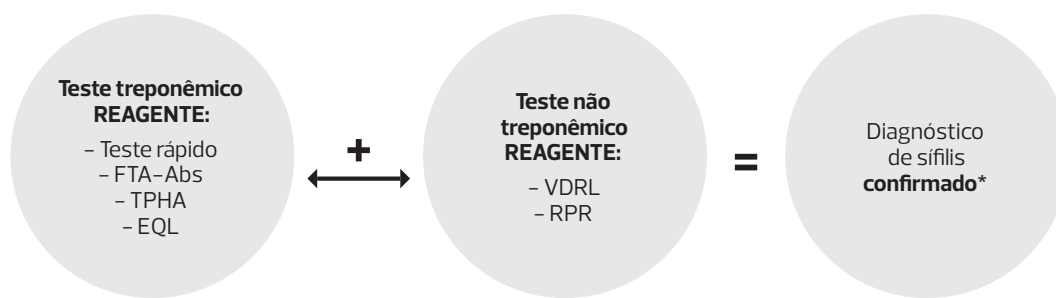 Teste treponêmico
REAGENTE:
– Teste rápido
– FTA-Abs
– TPHA
– EQL
+
Teste não
treponêmico
REAGENTE:
– VDRL
– RPR
=
Diagnóstico
de sífilis
confirmado*